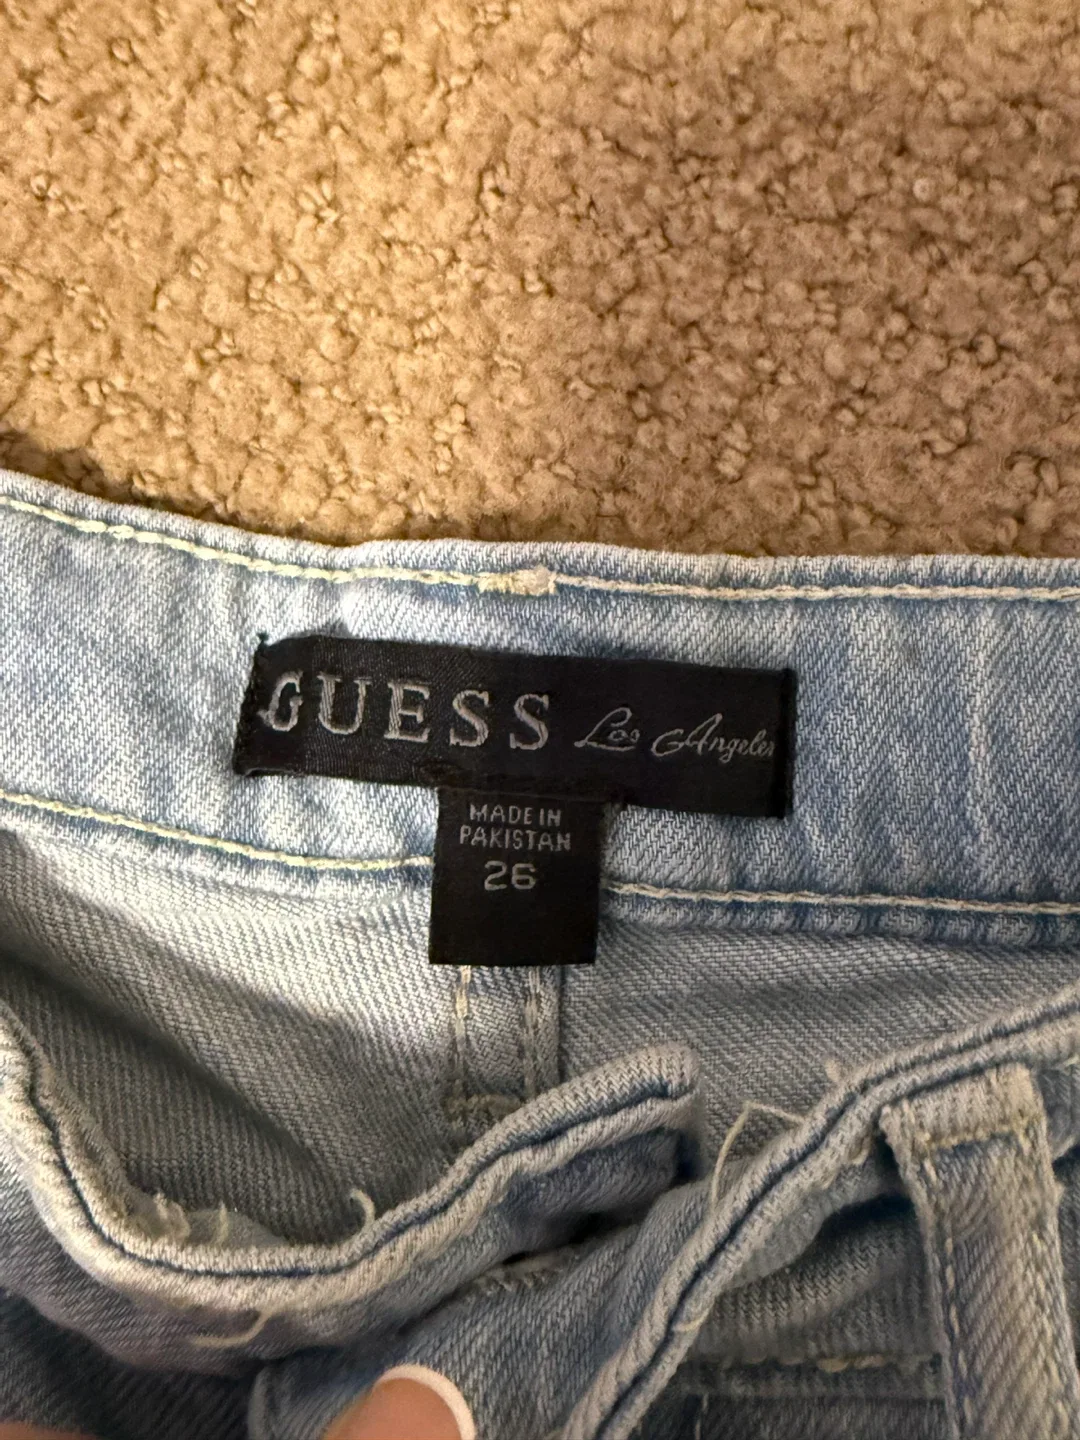 GUESS Los Angeles
MADE IN
PAKISTAN
26